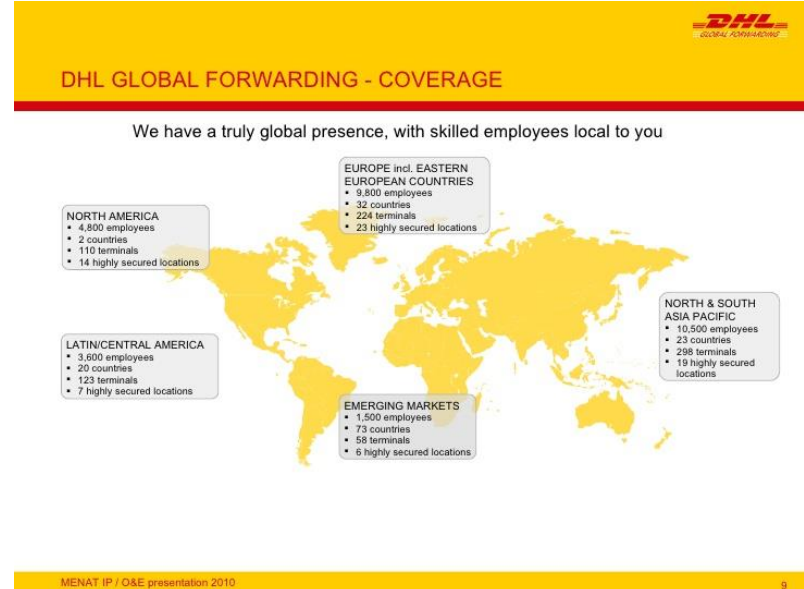 DHL
GLOBAL FORWARDING
DHL GLOBAL FORWARDING - COVERAGE
We have a truly global presence, with skilled employees local to you
EUROPE incl. EASTERN
EUROPEAN COUNTRIES
▪ 9,800 employees
▪ 32 countries
▪ 224 terminals
▪ 23 highly secured locations
NORTH AMERICA
▪ 4,800 employees
▪ 2 countries
▪ 110 terminals
▪ 14 highly secured locations
NORTH & SOUTH
ASIA PACIFIC
▪ 10,500 employees
▪ 23 countries
▪ 298 terminals
▪ 19 highly secured
locations
LATIN/CENTRAL AMERICA
▪ 3,600 employees
▪ 20 countries
▪ 123 terminals
▪ 7 highly secured locations
EMERGING MARKETS
▪ 1,500 employees
▪ 73 countries
▪ 58 terminals
▪ 6 highly secured locations
MENAT IP / O&E presentation 2010
9